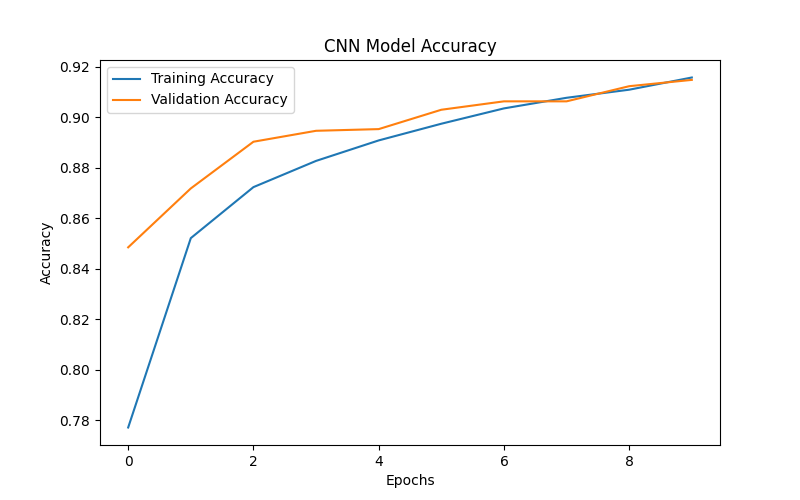 CNN Model Accuracy
Training Accuracy
Validation Accuracy
0.92
0.90
0.88
0.86
0.84
0.82
0.80
0.78
Accuracy
0 2 4 6 8
Epochs